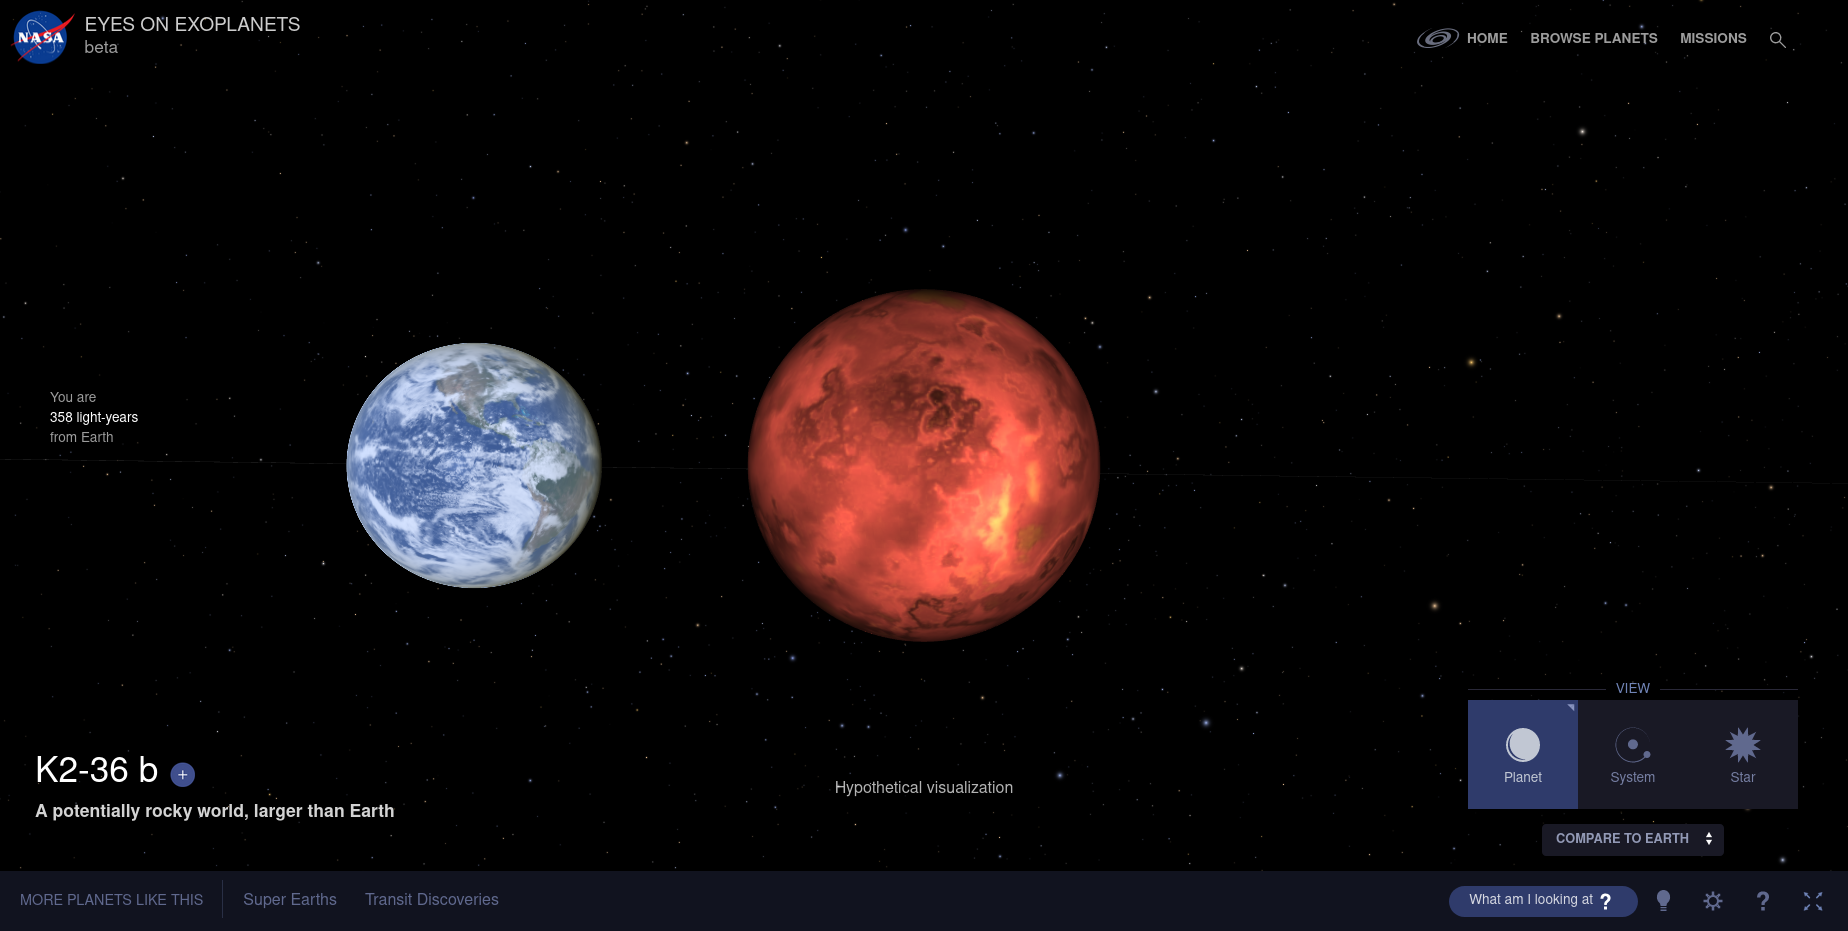 NASA
EYES ON EXOPLANETS
beta
HOME
BROWSE PLANETS
MISSIONS
You are
358 light-years
from Earth
VIEW
Planet
System
Star
K2-36 b +
A potentially rocky world, larger than Earth
Hypothetical visualization
COMPARE TO EARTH
MORE PLANETS LIKE THIS
Super Earths
Transit Discoveries
What am I looking at ?
?